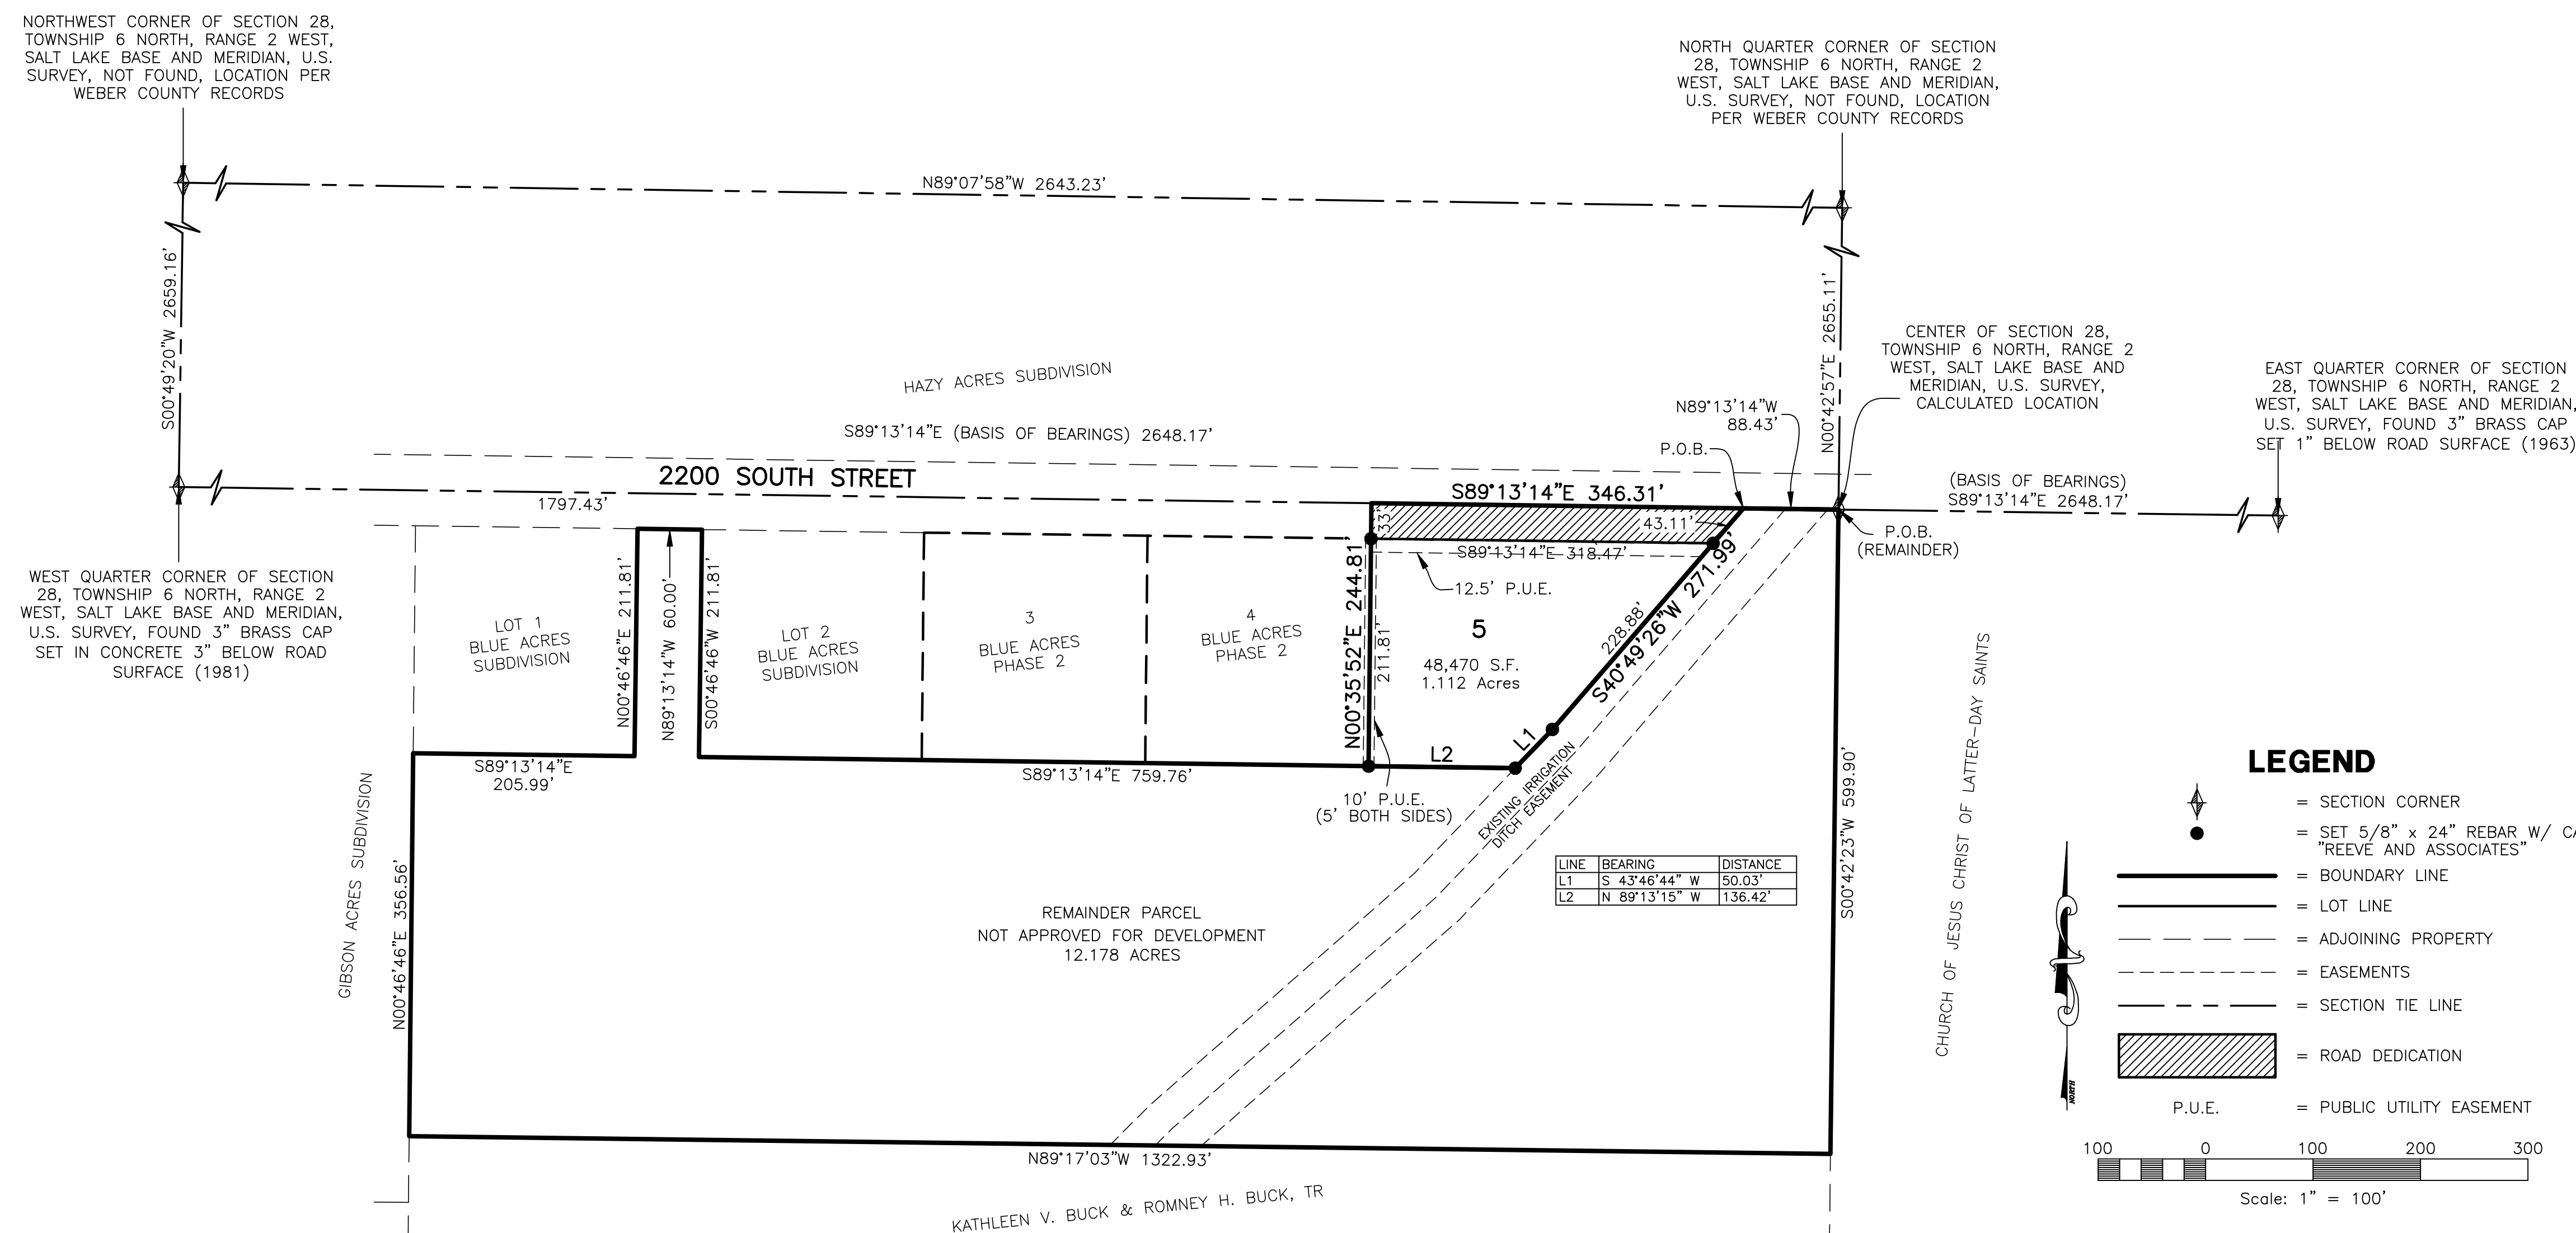 NORTHWEST CORNER OF SECTION 28,
TOWNSHIP 6 NORTH, RANGE 2 WEST,
SALT LAKE BASE AND MERIDIAN, U.S.
SURVEY, NOT FOUND, LOCATION PER
WEBER COUNTY RECORDS
NORTH QUARTER CORNER OF SECTION
28, TOWNSHIP 6 NORTH, RANGE 2
WEST, SALT LAKE BASE AND MERIDIAN,
U.S. SURVEY, NOT FOUND, LOCATION
PER WEBER COUNTY RECORDS
N89°07'58"W 2643.23'
S00°49'20"W 2659.16'
N00°42'57"E 2655.11'
CENTER OF SECTION 28,
TOWNSHIP 6 NORTH, RANGE 2
WEST, SALT LAKE BASE AND
MERIDIAN, U.S. SURVEY,
CALCULATED LOCATION
EAST QUARTER CORNER OF SECTION
28, TOWNSHIP 6 NORTH, RANGE 2
WEST, SALT LAKE BASE AND MERIDIAN,
U.S. SURVEY, FOUND 3" BRASS CAP
SET 1" BELOW ROAD SURFACE (1963)
HAZY ACRES SUBDIVISION
S89°13'14"E (BASIS OF BEARINGS) 2648.17'
N89°13'14"W
88.43'
P.O.B.
2200 SOUTH STREET
1797.43'
S89°13'14"E 346.31'
(BASIS OF BEARINGS)
S89°13'14"E 2648.17'
P.O.B.
(REMAINDER)
33'
43.11'
S89°13'14"E 318.47'
12.5' P.U.E.
WEST QUARTER CORNER OF SECTION
28, TOWNSHIP 6 NORTH, RANGE 2
WEST, SALT LAKE BASE AND MERIDIAN,
U.S. SURVEY, FOUND 3" BRASS CAP
SET IN CONCRETE 3" BELOW ROAD
SURFACE (1981)
LOT 1
BLUE ACRES
SUBDIVISION
N00°46'46"E 211.81'
N89°13'14"W 60.00'
S00°46'46"W 211.81'
LOT 2
BLUE ACRES
SUBDIVISION
3
BLUE ACRES
PHASE 2
4
BLUE ACRES
PHASE 2
N00°35'52"E 244.81
211.81'
5
48,470 S.F.
1.112 Acres
228.88'
S40°49'26"W 271.99'
L1
L2
S89°13'14"E
205.99'
S89°13'14"E 759.76'
10' P.U.E.
(5' BOTH SIDES)
EXISTING IRRIGATION
DITCH EASEMENT
GIBSON ACRES SUBDIVISION
N00°46'46"E 356.56'
REMAINDER PARCEL
NOT APPROVED FOR DEVELOPMENT
12.178 ACRES
LINE BEARING DISTANCE
L1 S 43°46'44" W 50.03'
L2 N 89°13'15" W 136.42'
S00°42'23"W 599.90'
CHURCH OF JESUS CHRIST OF LATTER-DAY SAINTS
N89°17'03"W 1322.93'
KATHLEEN V. BUCK & ROMNEY H. BUCK, TR
NORTH
LEGEND
= SECTION CORNER
= SET 5/8" x 24" REBAR W/ CA
"REEVE AND ASSOCIATES"
= BOUNDARY LINE
= LOT LINE
= ADJOINING PROPERTY
= EASEMENTS
= SECTION TIE LINE
= ROAD DEDICATION
P.U.E. = PUBLIC UTILITY EASEMENT
100 0 100 200 300
Scale: 1" = 100'